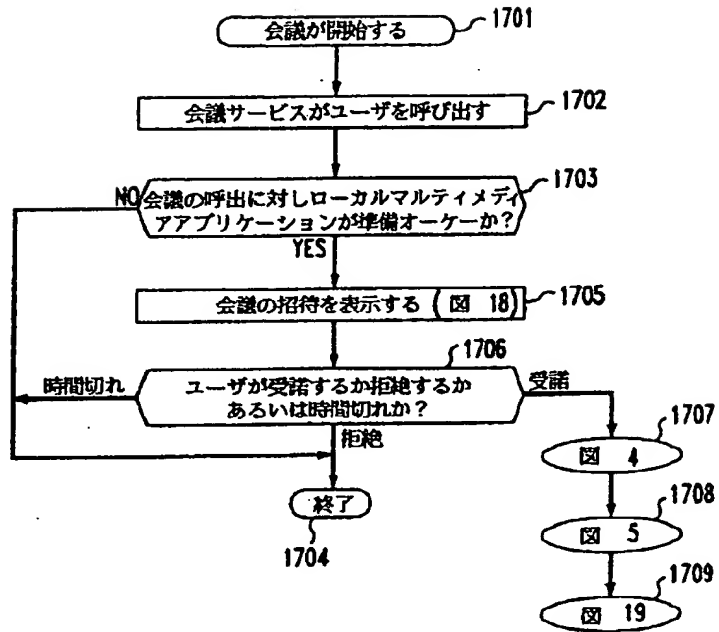 会議が開始する
1701
会議サービスがユーザを呼び出す
1702
NO
会議の呼出に対しローカルマルティメディ
アアプリケーションが準備オーケーか?
1703
YES
会議の招待を表示する(図 18)
1705
1706
時間切れ
ユーザが受諾するか拒絶するか
あるいは時間切れか?
受諾
拒絶
1707
図 4
終了
1704
1708
図 5
1709
図 19